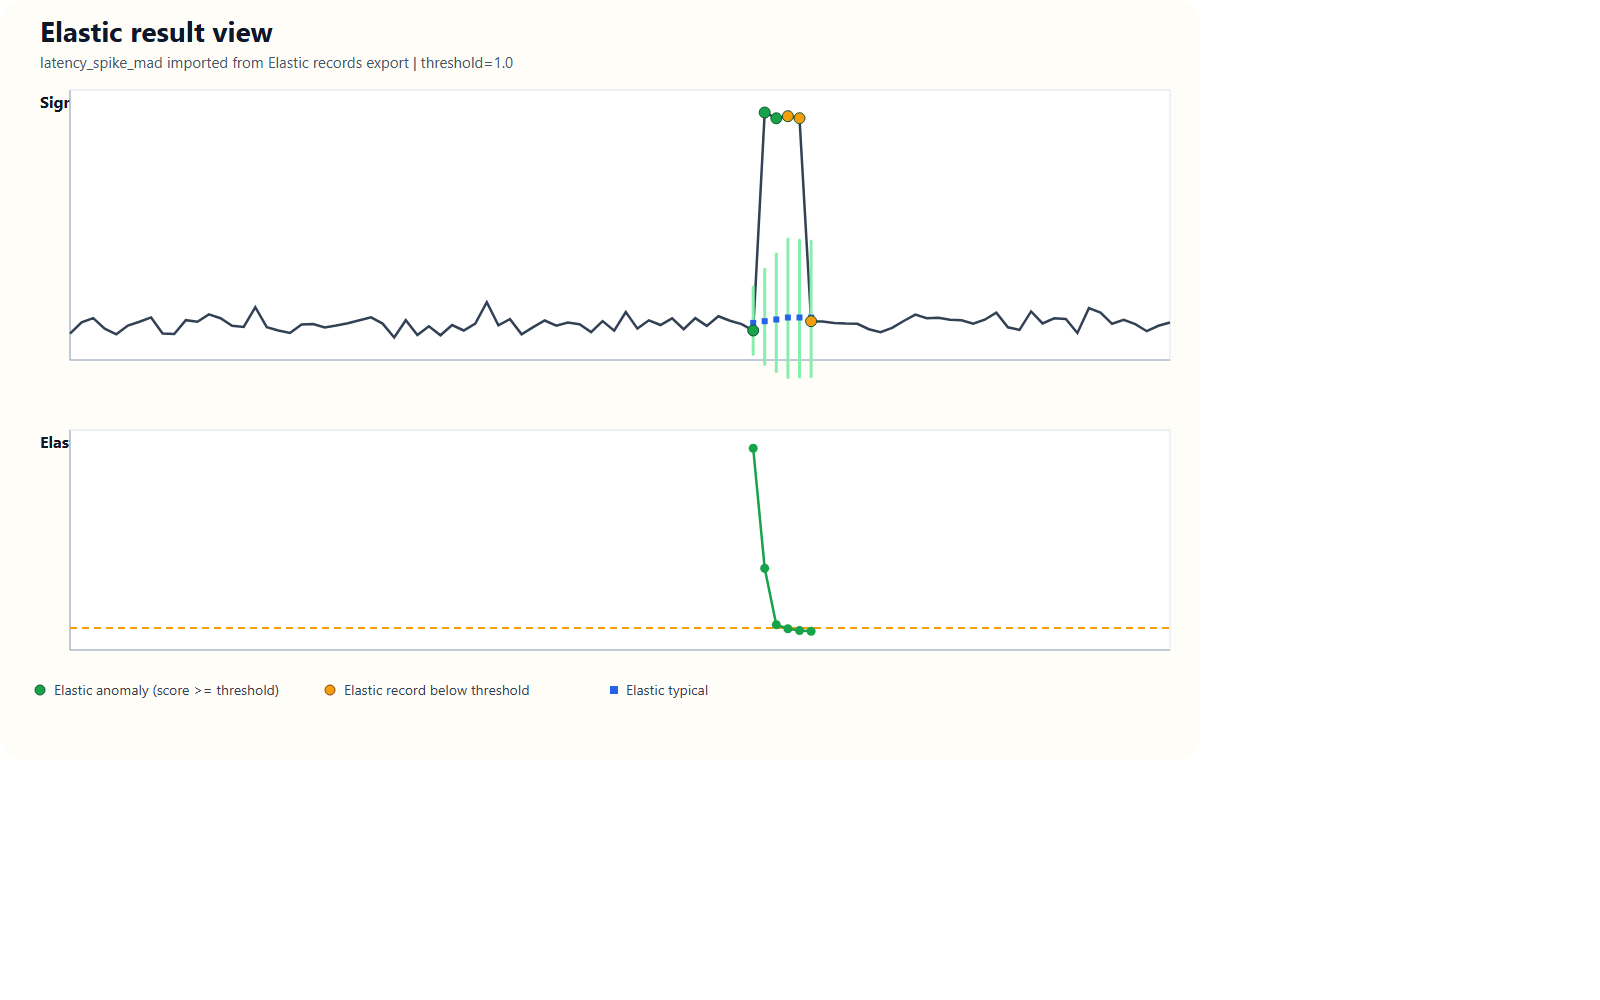 Elastic result view
latency_spike_mad imported from Elastic records export | threshold=1.0
Sigr
Elas
Elastic anomaly (score >= threshold)
Elastic record below threshold
Elastic typical